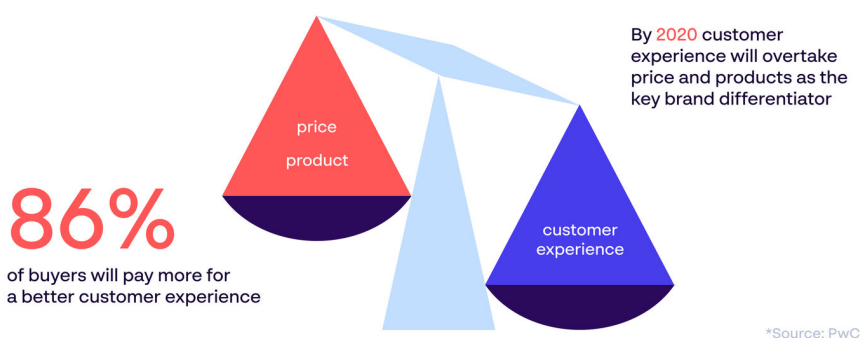 By 2020 customer
experience will overtake
price and products as the
key brand differentiator
price
product
86%
of buyers will pay more for
a better customer experience
customer
experience
*Source: PwC